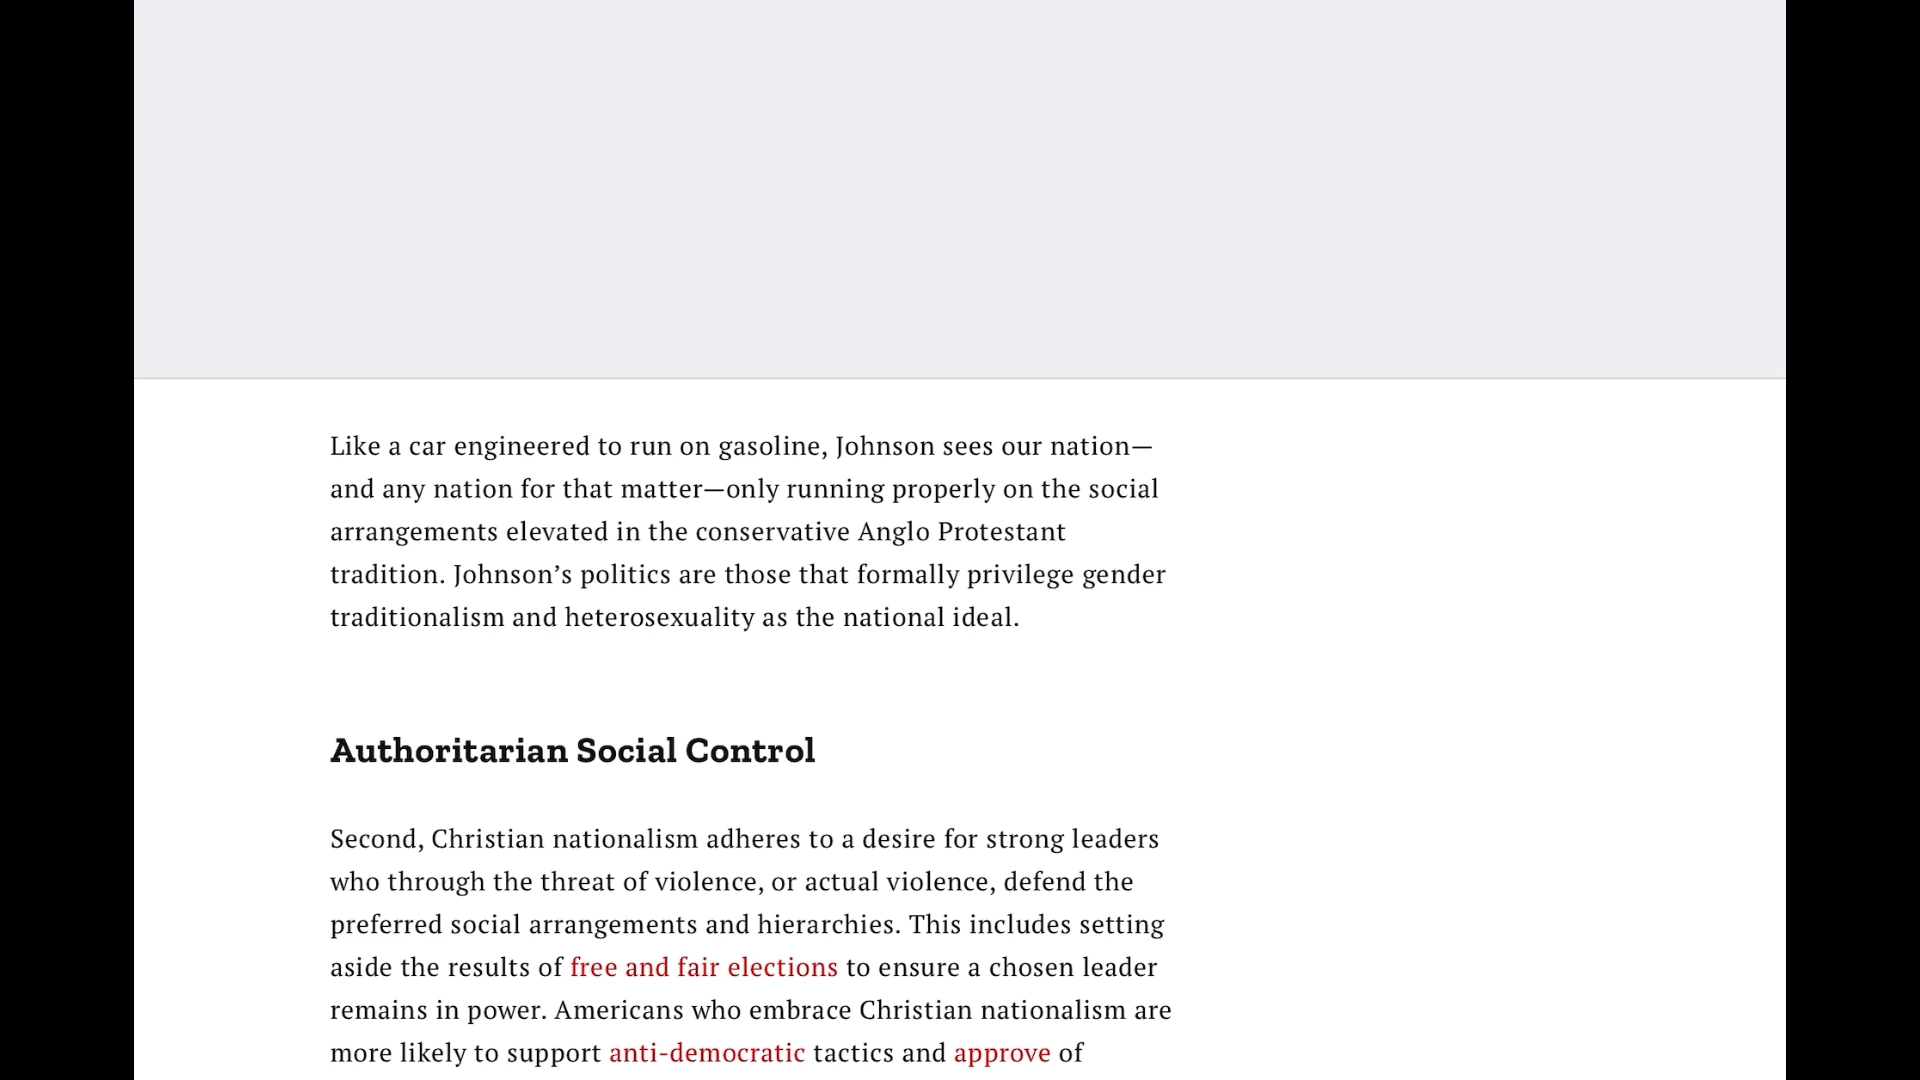 Like a car engineered to run on gasoline, Johnson sees our nation—
and any nation for that matter—only running properly on the social
arrangements elevated in the conservative Anglo Protestant
tradition. Johnson’s politics are those that formally privilege gender
traditionalism and heterosexuality as the national ideal.
Authoritarian Social Control
Second, Christian nationalism adheres to a desire for strong leaders
who through the threat of violence, or actual violence, defend the
preferred social arrangements and hierarchies. This includes setting
aside the results of free and fair elections to ensure a chosen leader
remains in power. Americans who embrace Christian nationalism are
more likely to support anti-democratic tactics and approve of